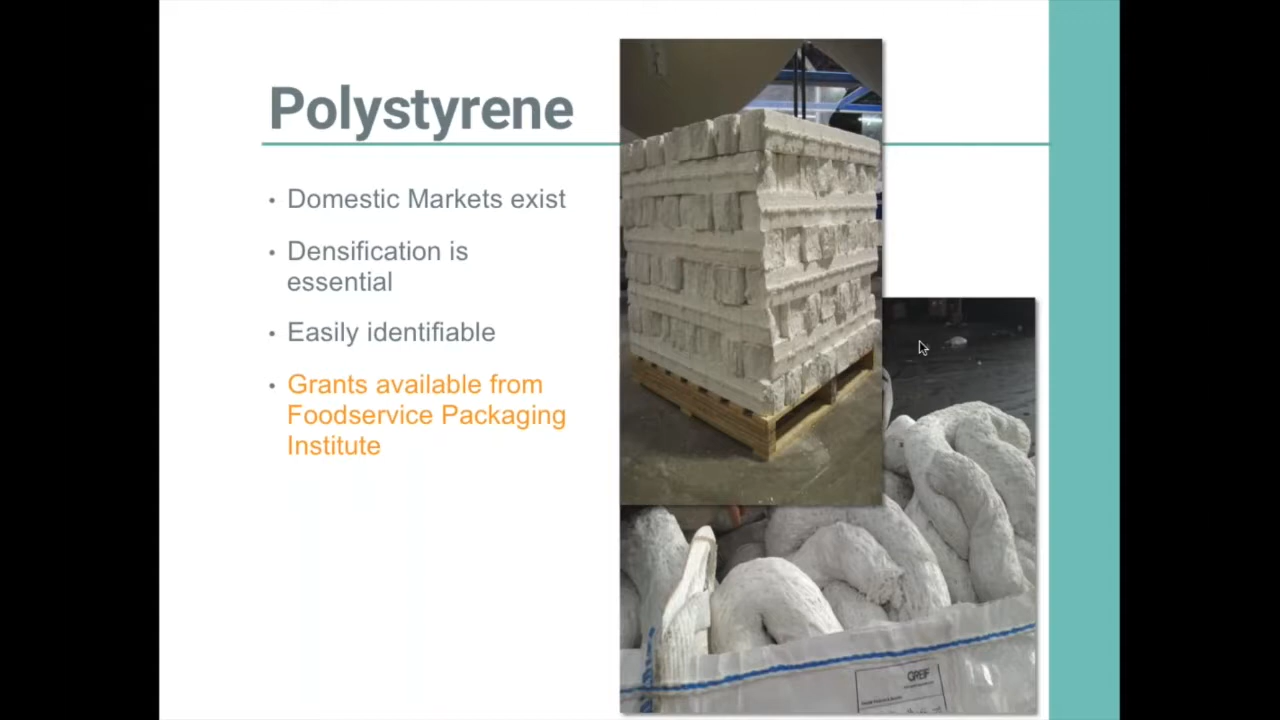 Polystyrene
• Domestic Markets exist
• Densification is
essential
• Easily identifiable
• Grants available from
Foodservice Packaging
Institute
GREIF